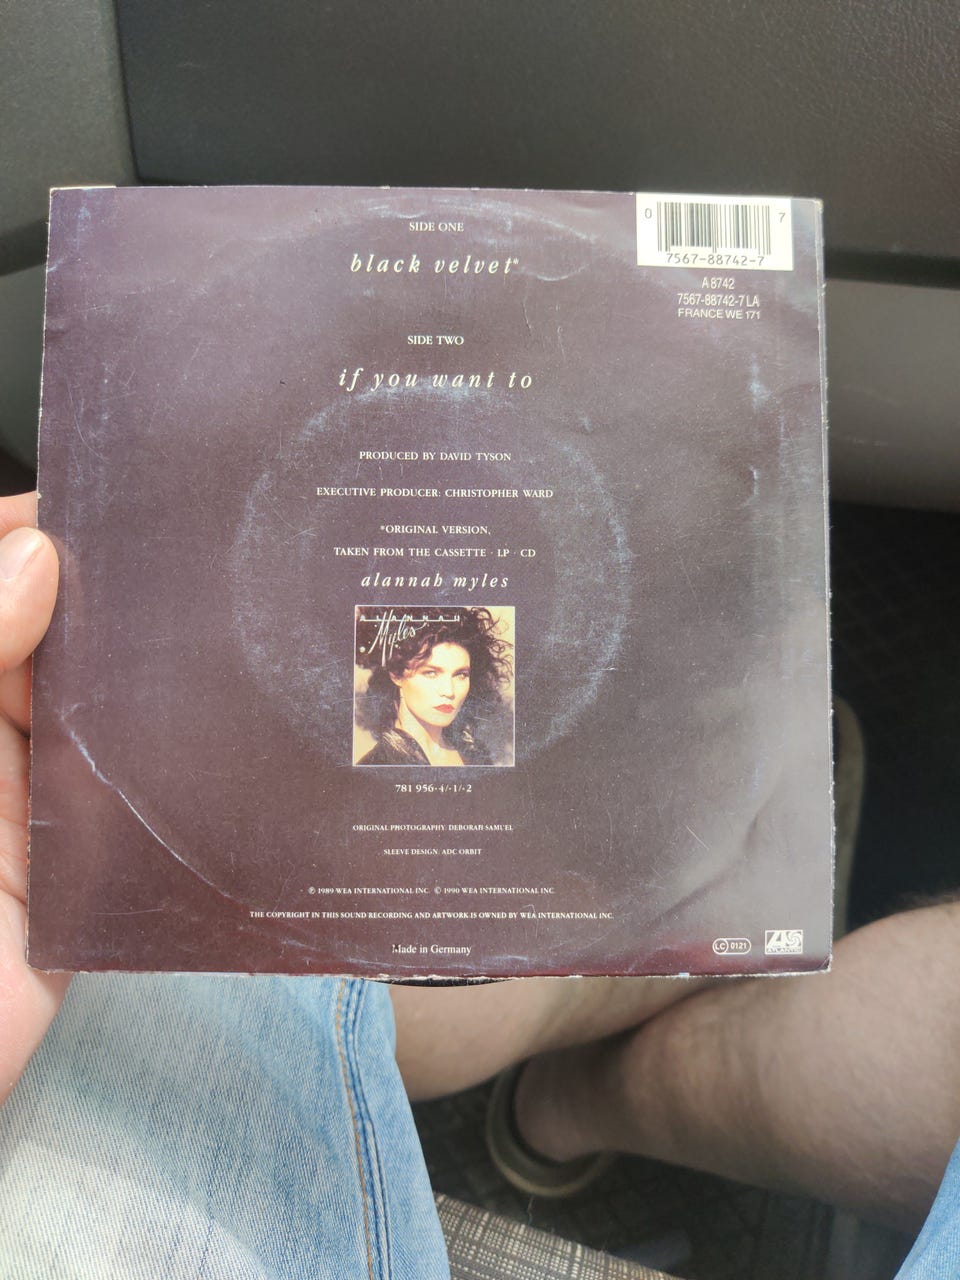 SIDE ONE
black velvet*
SIDE TWO
if you want to
PRODUCED BY DAVID TYSON
EXECUTIVE PRODUCER: CHRISTOPHER WARD
*ORIGINAL VERSION,
TAKEN FROM THE CASSETTE · LP · CD
alannah myles
ALANNAH
Myles
781 956-4/-1/-2
ORIGINAL PHOTOGRAPHY: DEBORAH SAMUEL
SLEEVE DESIGN: ADC ORBIT
℗ 1989 WEA INTERNATIONAL INC. © 1990 WEA INTERNATIONAL INC.
THE COPYRIGHT IN THIS SOUND RECORDING AND ARTWORK IS OWNED BY WEA INTERNATIONAL INC.
Made in Germany
0 7
7567-88742-7
A 8742
7567-88742-7 LA
FRANCE WE 171
LC 0121
ATLANTIC